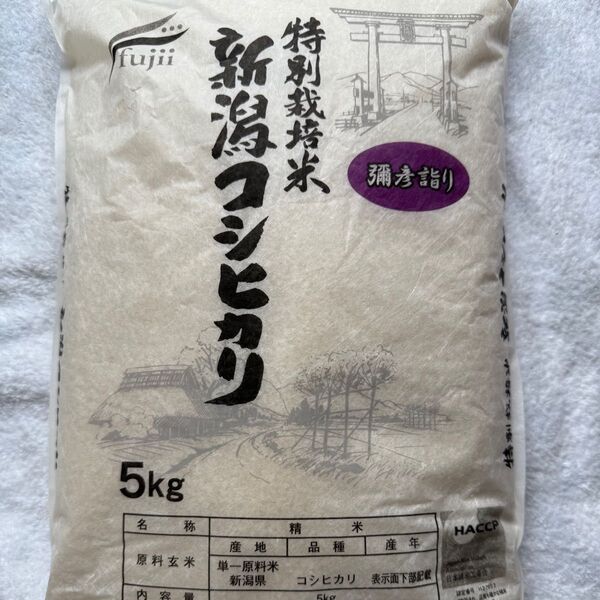 fujii
特別栽培米
新潟コシヒカリ
彌彦詣り
5kg
名称 精米
原料玄米
産地 品種 産年
単一原料米
新潟県 コシヒカリ 表示面下部記載
内容量 5kg
HACCP